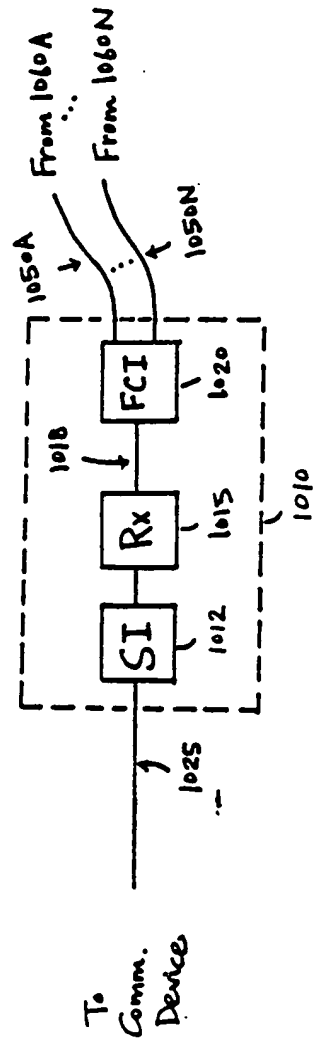 To
Comm.
Device
1025
SI
1012
Rx
1015
1018
FCI
1020
1010
1050A
...
1050N
From 1060A
...
From 1060N